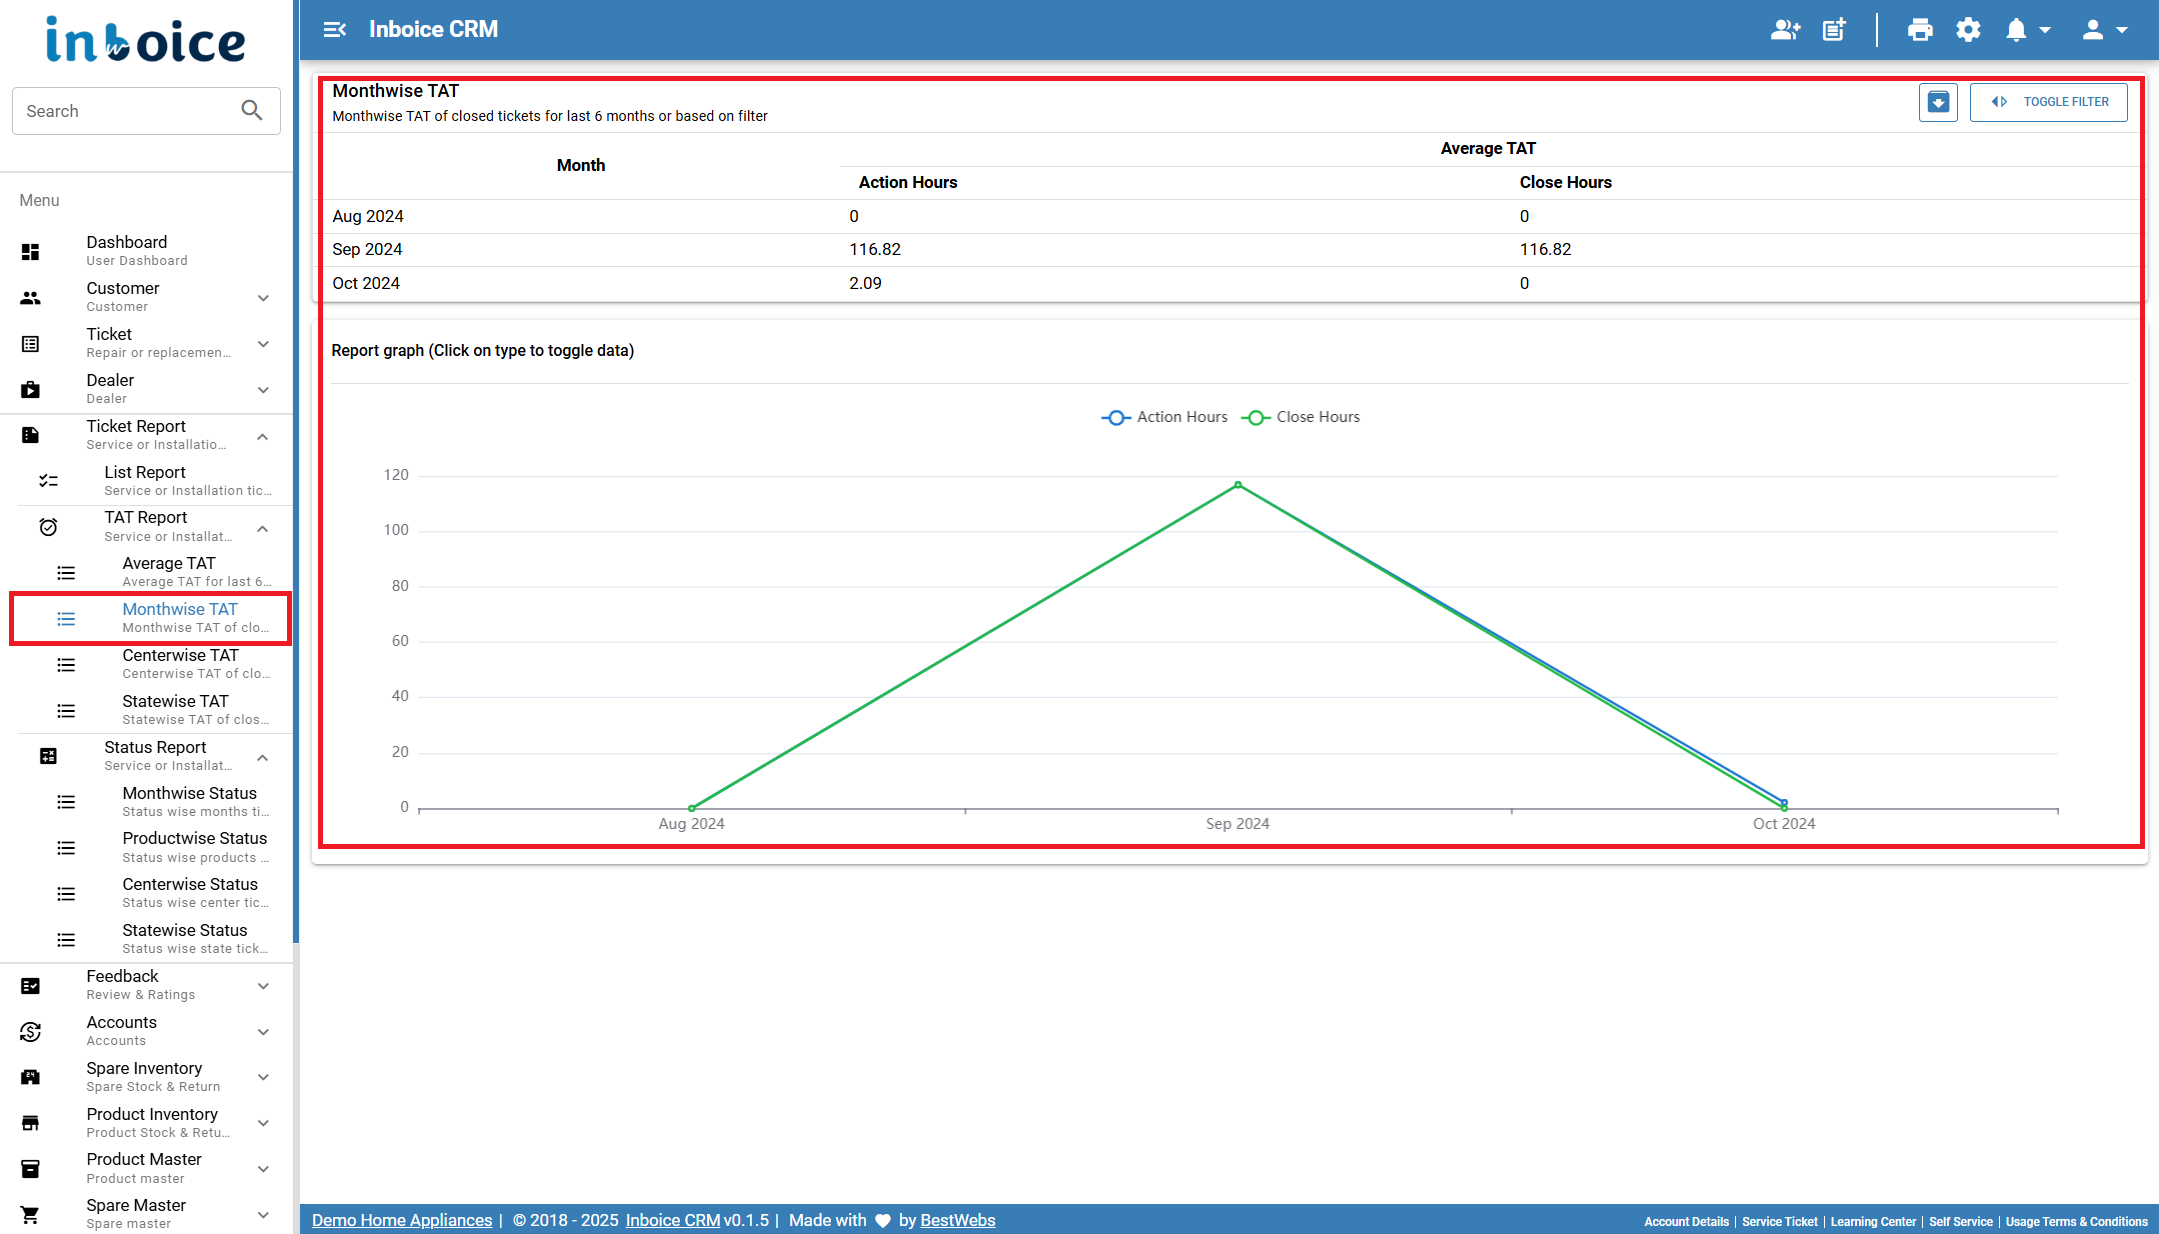 inboice
Search
Menu
Dashboard
User Dashboard
Customer
Customer
Ticket
Repair or replacemen...
Dealer
Dealer
Ticket Report
Service or Installatio...
List Report
Service or Installation tic...
TAT Report
Service or Installat...
Average TAT
Average TAT for last 6...
Monthwise TAT
Monthwise TAT of clo...
Centerwise TAT
Centerwise TAT of clo...
Statewise TAT
Statewise TAT of clos...
Status Report
Service or Installat...
Monthwise Status
Status wise months ti...
Productwise Status
Status wise products ...
Centerwise Status
Status wise center tic...
Statewise Status
Status wise state tick...
Feedback
Review & Ratings
Accounts
Accounts
Spare Inventory
Spare Stock & Return
Product Inventory
Product Stock & Retu...
Product Master
Product master
Spare Master
Spare master
Inboice CRM
Monthwise TAT
Monthwise TAT of closed tickets for last 6 months or based on filter
TOGGLE FILTER
Month Average TAT
Action Hours Close Hours
Aug 2024 0 0
Sep 2024 116.82 116.82
Oct 2024 2.09 0
Report graph (Click on type to toggle data)
Action Hours Close Hours
120
100
80
60
40
20
0
Aug 2024 Sep 2024 Oct 2024
Demo Home Appliances | © 2018 - 2025 Inboice CRM v0.1.5 | Made with by BestWebs
Account Details | Service Ticket | Learning Center | Self Service | Usage Terms & Conditions